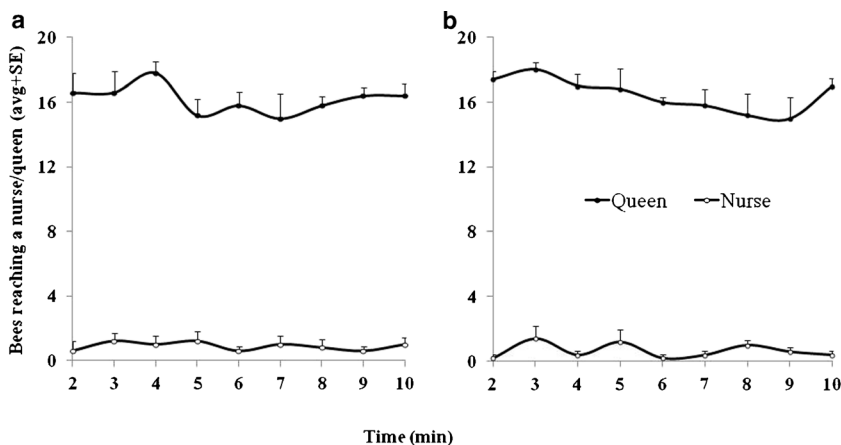 a
b
Bees reaching a nurse/queen (avg+SE)
20
16
12
8
4
0
2 3 4 5 6 7 8 9 10
20
16
12
8
4
0
2 3 4 5 6 7 8 9 10
Queen Nurse
Time (min)